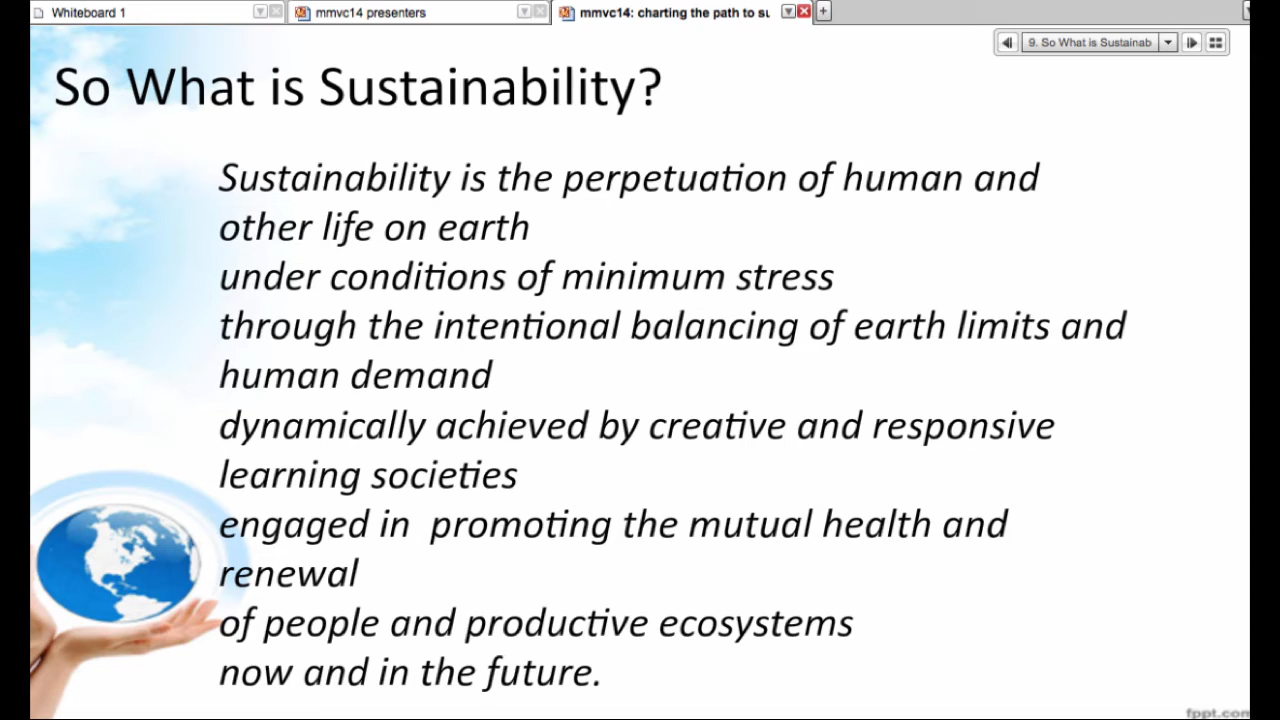 Whiteboard 1
mmvc14 presenters
mmvc14: charting the path to su
9. So What is Sustainab
So What is Sustainability?
Sustainability is the perpetuation of human and
other life on earth
under conditions of minimum stress
through the intentional balancing of earth limits and
human demand
dynamically achieved by creative and responsive
learning societies
engaged in  promoting the mutual health and
renewal
of people and productive ecosystems
now and in the future.
fppt.com